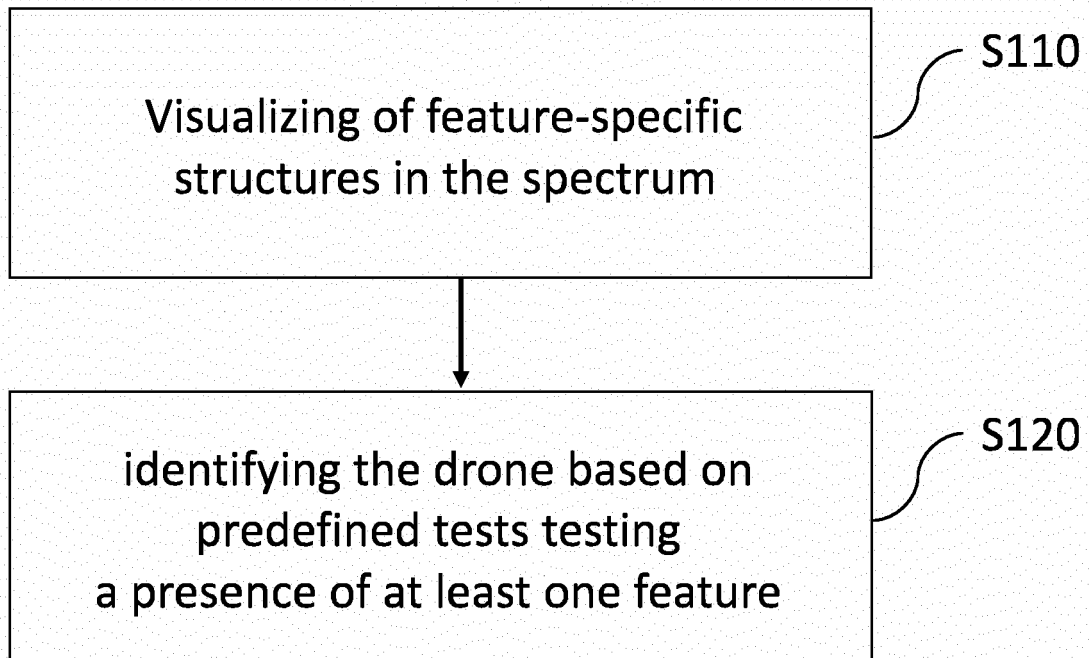 S110
Visualizing of feature-specific
structures in the spectrum
S120
identifying the drone based on
predefined tests testing
a presence of at least one feature